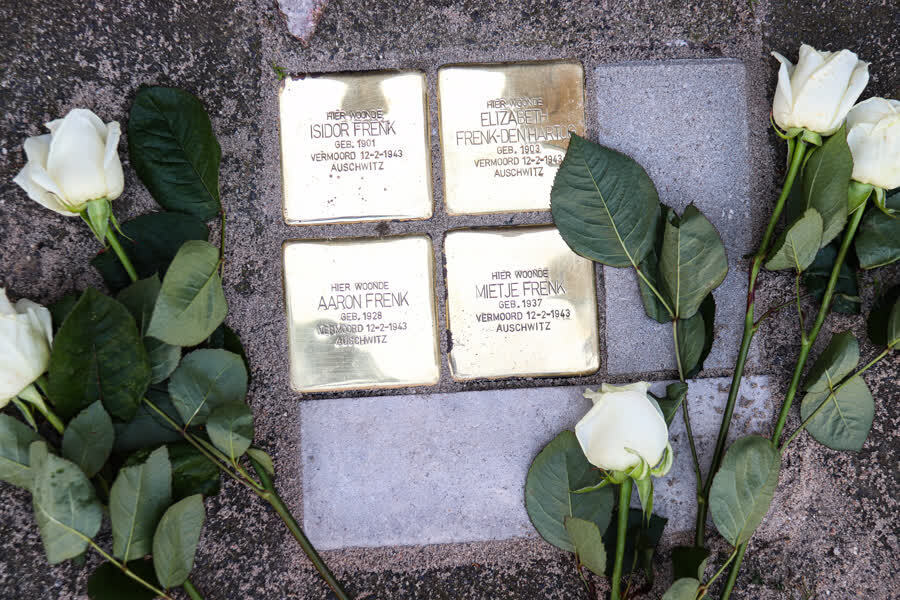 HIER WOONDE
ISIDOR FRENK
GEB. 1901
VERMOORD 12-2-1943
AUSCHWITZ
HIER WOONDE
ELIZABETH
FRENK-DEN HARTOG
GEB. 1903
VERMOORD 12-2-1943
AUSCHWITZ
HIER WOONDE
AARON FRENK
GEB. 1928
VERMOORD 12-2-1943
AUSCHWITZ
HIER WOONDE
MIETJE FRENK
GEB. 1937
VERMOORD 12-2-1943
AUSCHWITZ